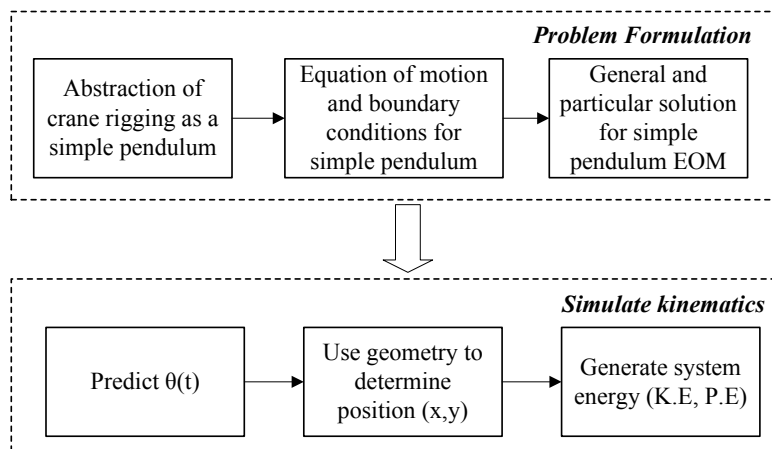 Problem Formulation
Abstraction of
crane rigging as a
simple pendulum
Equation of motion
and boundary
conditions for
simple pendulum
General and
particular solution
for simple
pendulum EOM
Simulate kinematics
Predict θ(t)
Use geometry to
determine
position (x,y)
Generate system
energy (K.E, P.E)